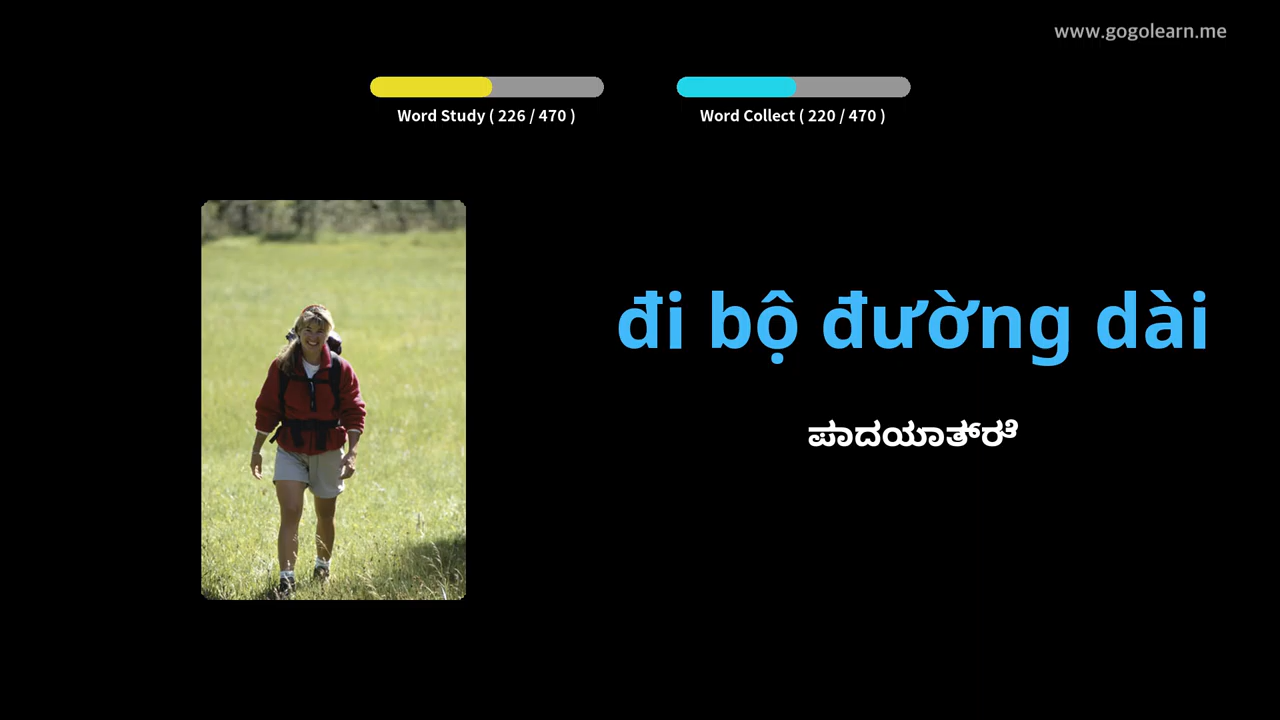 www.gogolearn.me
Word Study ( 226 / 470 )
Word Collect ( 220 / 470 )
đi bộ đường dài
ಪಾದಯಾತ್ರೆ